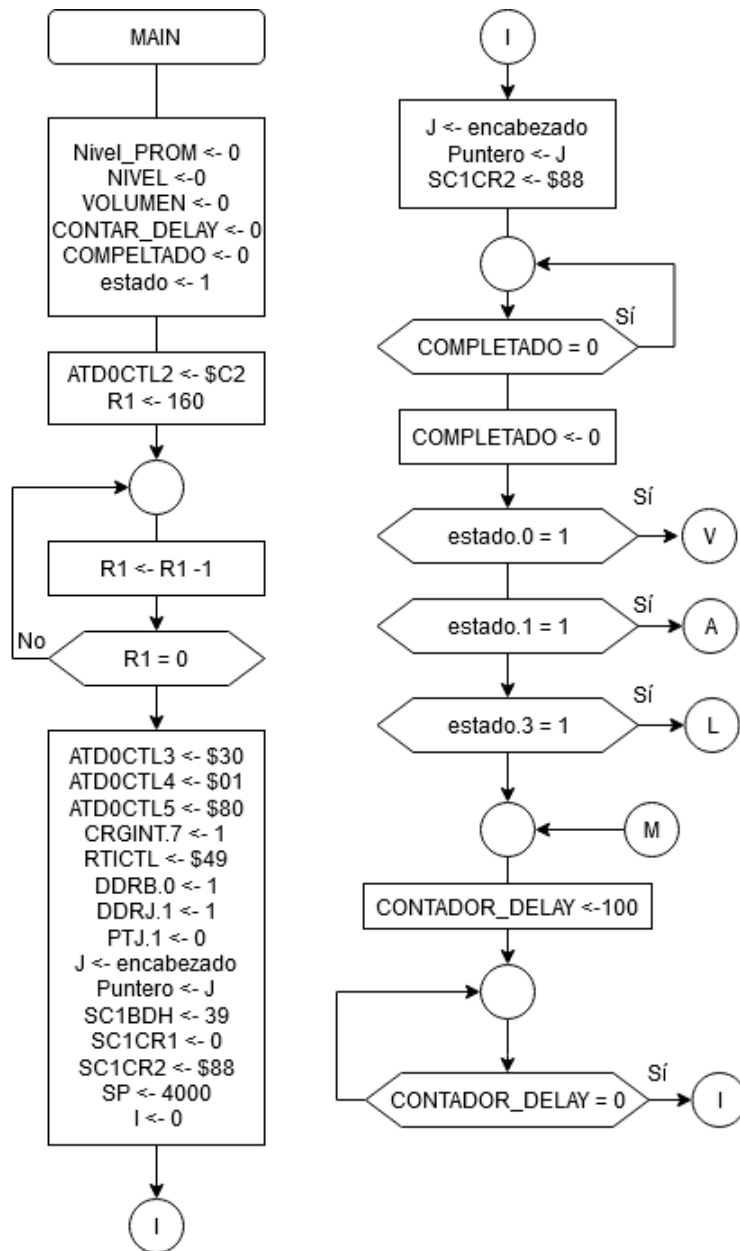 MAIN
Nivel_PROM <- 0
NIVEL <-0
VOLUMEN <- 0
CONTAR_DELAY <- 0
COMPELTADO <- 0
estado <- 1
ATD0CTL2 <- $C2
R1 <- 160
R1 <- R1 -1
No
R1 = 0
ATD0CTL3 <- $30
ATD0CTL4 <- $01
ATD0CTL5 <- $80
CRGINT.7 <- 1
RTICTL <- $49
DDRB.0 <- 1
DDRJ.1 <- 1
PTJ.1 <- 0
J <- encabezado
Puntero <- J
SC1BDH <- 39
SC1CR1 <- 0
SC1CR2 <- $88
SP <- 4000
I <- 0
I
I
J <- encabezado
Puntero <- J
SC1CR2 <- $88
Sí
COMPLETADO = 0
COMPLETADO <- 0
Sí
estado.0 = 1
V
Sí
estado.1 = 1
A
Sí
estado.3 = 1
L
M
CONTADOR_DELAY <-100
Sí
CONTADOR_DELAY = 0
I